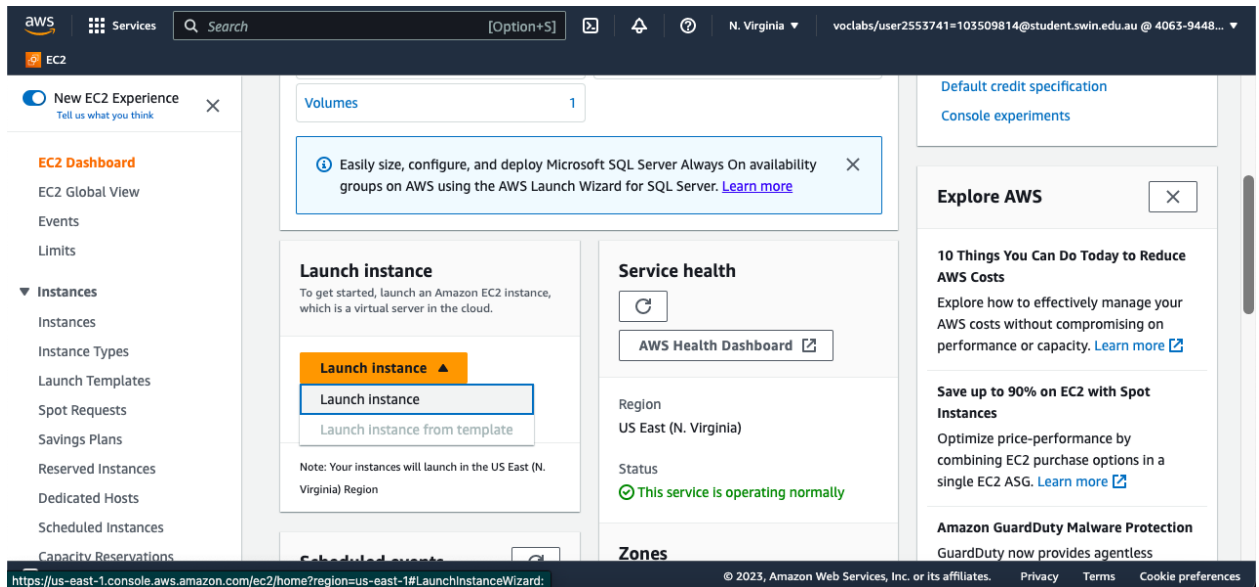 aws
Services
Search
[Option+S]
N. Virginia
voclabs/user2553741=103509814@student.swin.edu.au @ 4063-9448...
EC2
New EC2 Experience
Tell us what you think
EC2 Dashboard
EC2 Global View
Events
Limits
Instances
Instances
Instance Types
Launch Templates
Spot Requests
Savings Plans
Reserved Instances
Dedicated Hosts
Scheduled Instances
Capacity Reservations
Volumes 1
Easily size, configure, and deploy Microsoft SQL Server Always On availability
groups on AWS using the AWS Launch Wizard for SQL Server. Learn more
Launch instance
To get started, launch an Amazon EC2 instance,
which is a virtual server in the cloud.
Launch instance
Launch instance
Launch instance from template
Note: Your instances will launch in the US East (N.
Virginia) Region
Scheduled events
Service health
AWS Health Dashboard
Region
US East (N. Virginia)
Status
This service is operating normally
Zones
Default credit specification
Console experiments
Explore AWS
10 Things You Can Do Today to Reduce
AWS Costs
Explore how to effectively manage your
AWS costs without compromising on
performance or capacity. Learn more
Save up to 90% on EC2 with Spot
Instances
Optimize price-performance by
combining EC2 purchase options in a
single EC2 ASG. Learn more
Amazon GuardDuty Malware Protection
GuardDuty now provides agentless
https://us-east-1.console.aws.amazon.com/ec2/home?region=us-east-1#LaunchInstanceWizard:
© 2023, Amazon Web Services, Inc. or its affiliates.
Privacy
Terms
Cookie preferences